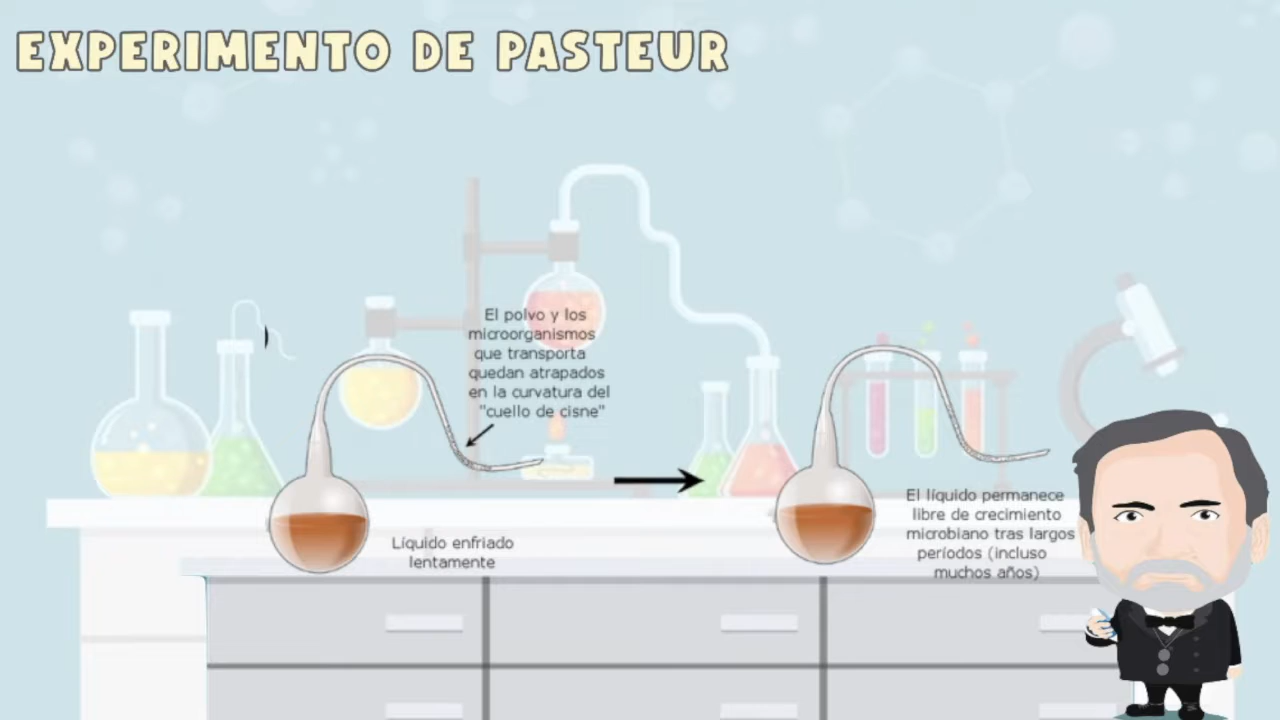 EXPERIMENTO DE PASTEUR
El polvo y los
microorganismos
que transporta
quedan atrapados
en la curvatura del
"cuello de cisne"
Líquido enfriado
lentamente
El líquido permanece
libre de crecimiento
microbiano tras largos
períodos (incluso
muchos años)